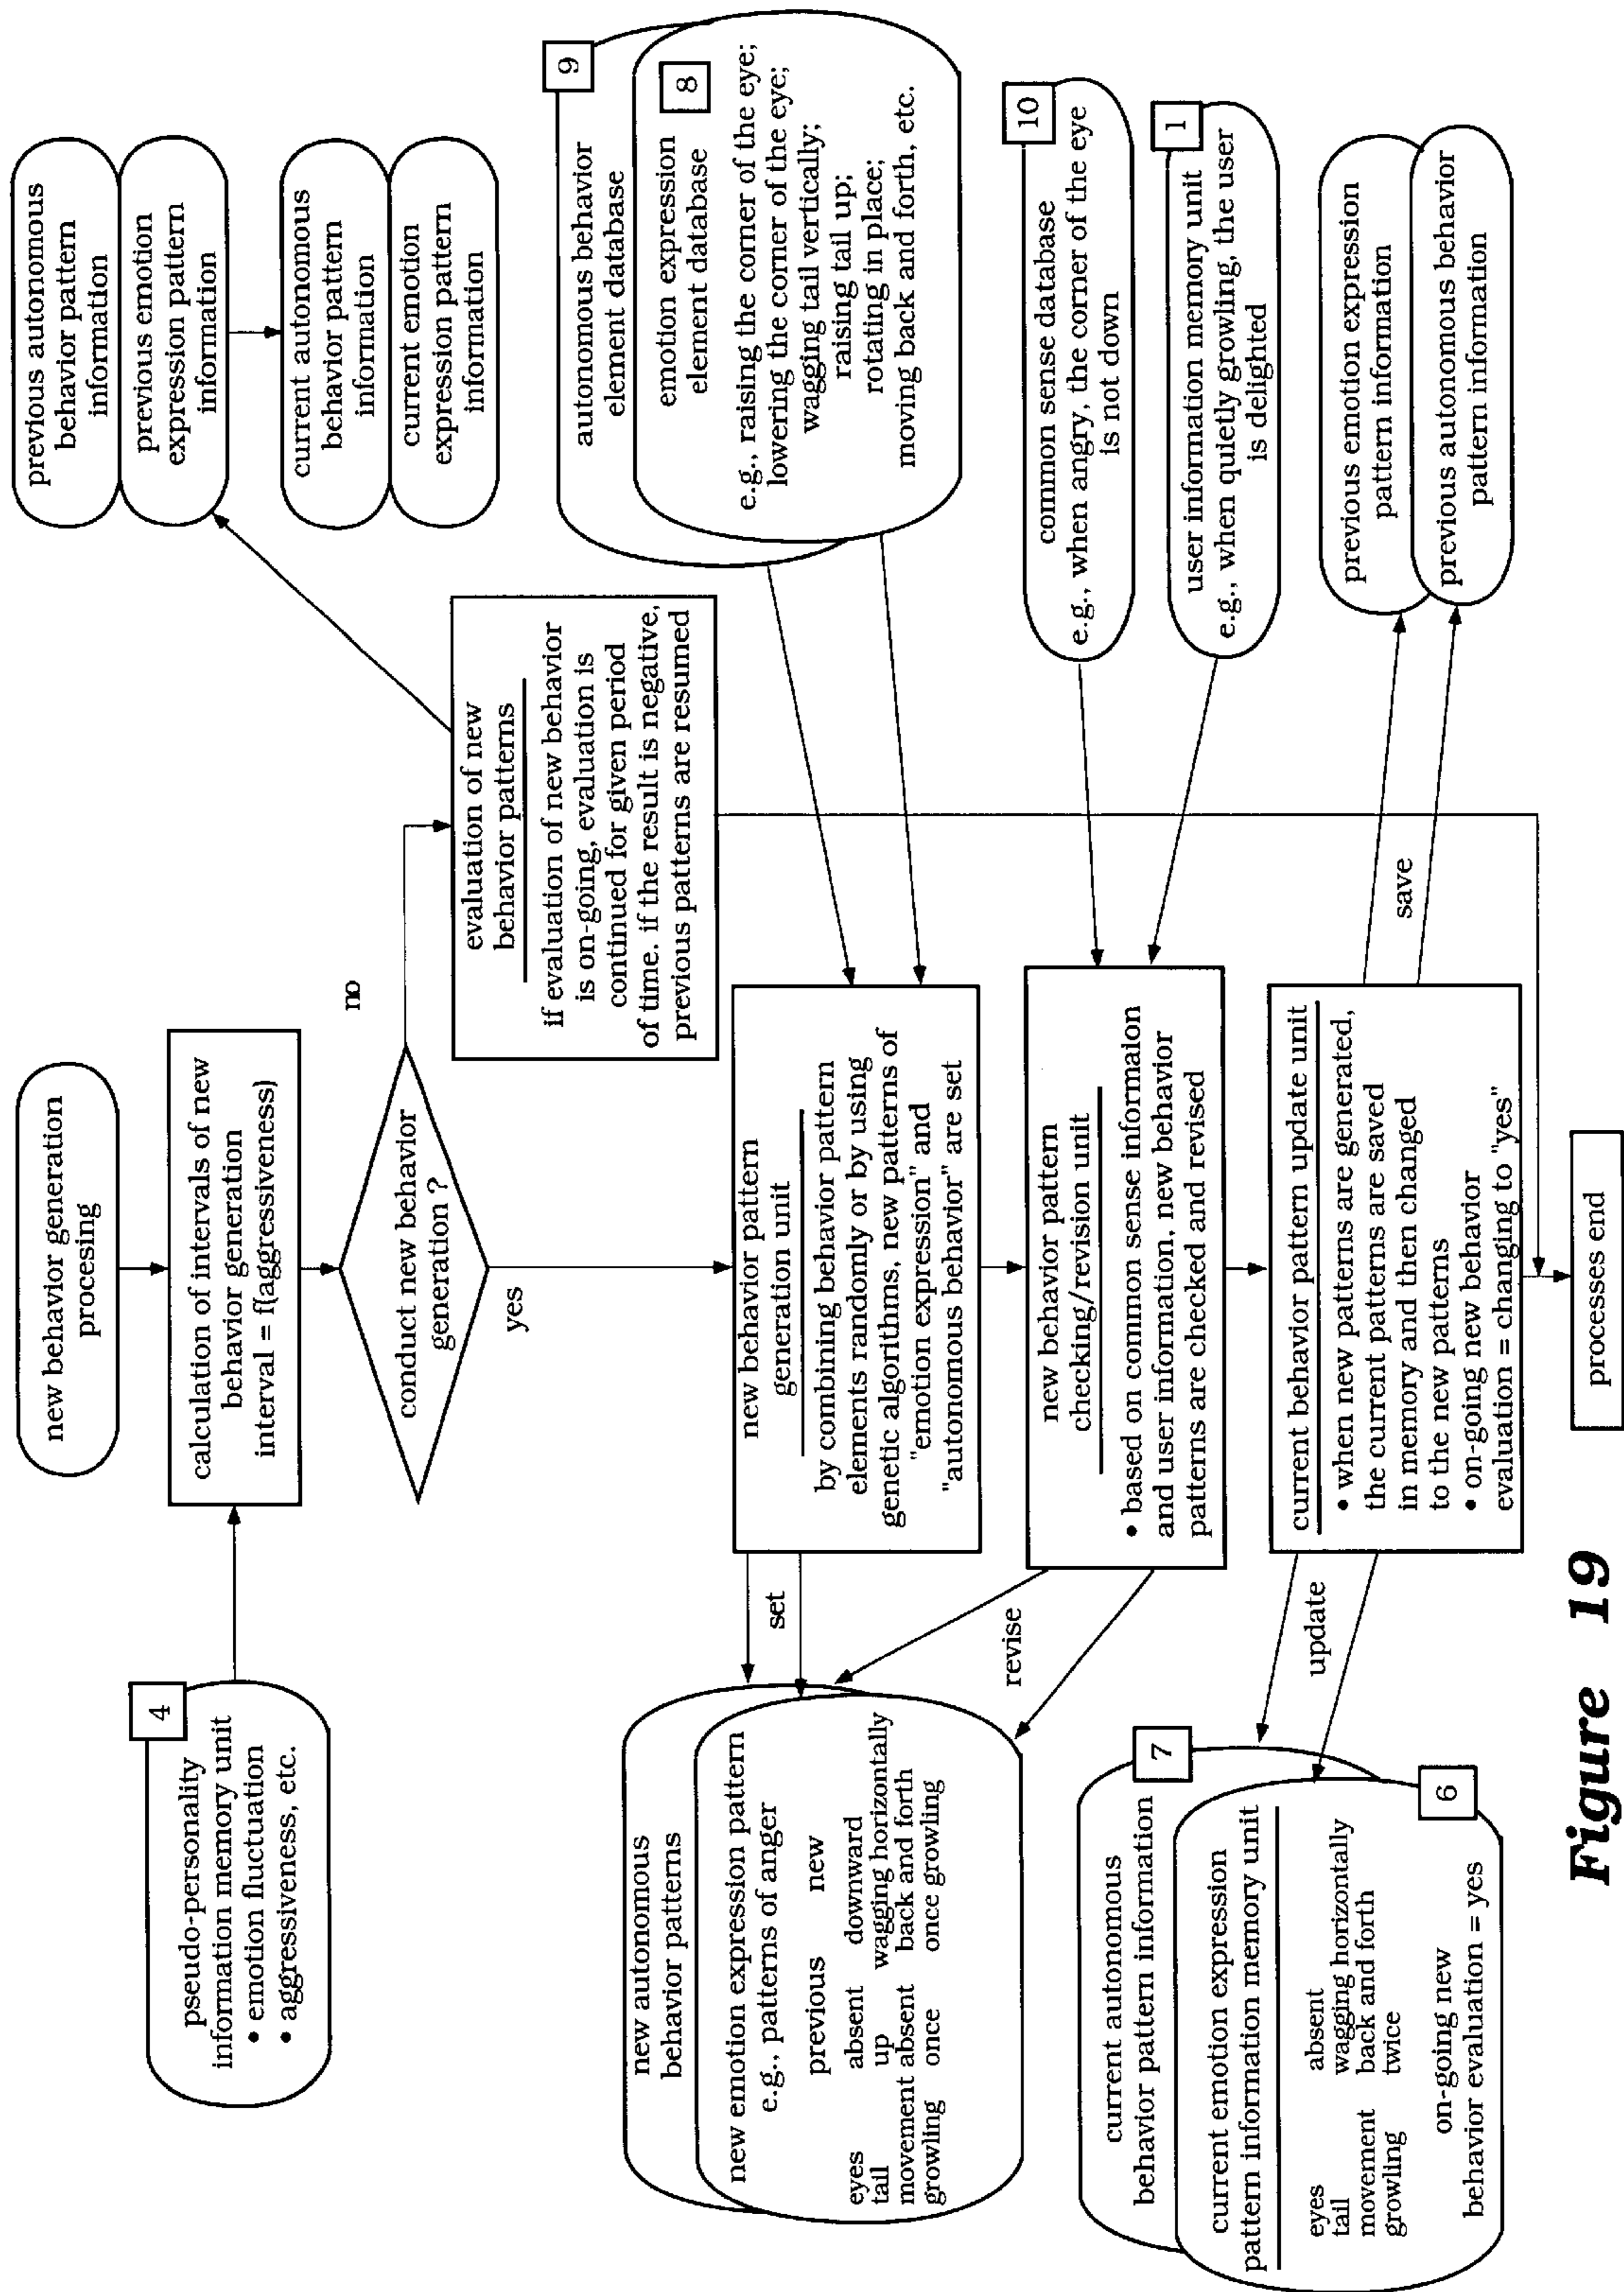 new behavior generation
procesing
4
pseudo-personality
information memory unit
• emotion fluctuation
• aggressiveness, etc.
calculation of intervals of new
behavior generation
interval = f(aggressiveness)
conduct new behavior
generation ?
no
yes
evaluation of new
behavior patterns
if evaluation of new behavior
is on-going, evaluation is
continued for given period
of time. if the result is negative,
previous patterns are resumed
previous autonomous
behavior pattern
information
previous emotion
expression pattern
information
current autonomous
behavior pattern
information
current emotion
expression pattern
information
9
autonomous behavior
element database
8
emotion expression
element database
e.g., raising the corner of the eye;
lowering the corner of the eye;
wagging tail vertically;
raising tail up;
rotating in place;
moving back and forth, etc.
new behavior pattern
generation unit
by combining behavior pattern
elements randomly or by using
genetic algorithms, new patterns of
"emotion expression" and
"autonomous behavior" are set
set
new autonomous
behavior patterns
new emotion expression pattern
e.g., patterns of anger
previous new
eyes absent downward
tail up wagging horizontally
movement absent back and forth
growling once once growling
revise
10
common sense database
e.g., when angry, the corner of the eye
is not down
1
user information memory unit
e.g., when quietly growling, the user
is delighted
new behavior pattern
checking/revision unit
• based on common sense informaion
and user information, new behavior
patterns are checked and revised
current behavior pattern update unit
• when new patterns are generated,
the current patterns are saved
in memory and then changed
to the new patterns
• on-going new behavior
evaluation = changing to "yes"
save
previous emotion expression
pattern information
previous autonomous behavior
pattern information
update
7
current autonomous
behavior pattern information
current emotion expression
pattern information memory unit
eyes absent
tail wagging horizontally
movement back and forth
growling twice
6
on-going new
behavior evaluation = yes
processes end
Figure 19